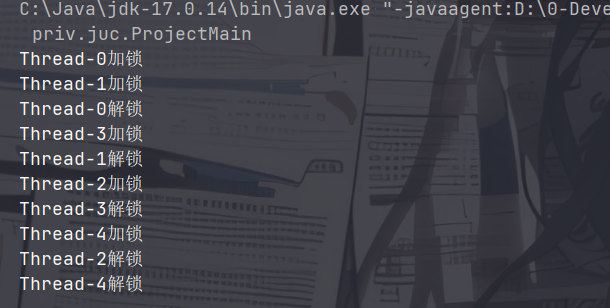 C:\Java\jdk-17.0.14\bin\java.exe "-javaagent:D:\0-Deve
priv.juc.ProjectMain
Thread-0加锁
Thread-1加锁
Thread-0解锁
Thread-3加锁
Thread-1解锁
Thread-2加锁
Thread-3解锁
Thread-4加锁
Thread-2解锁
Thread-4解锁